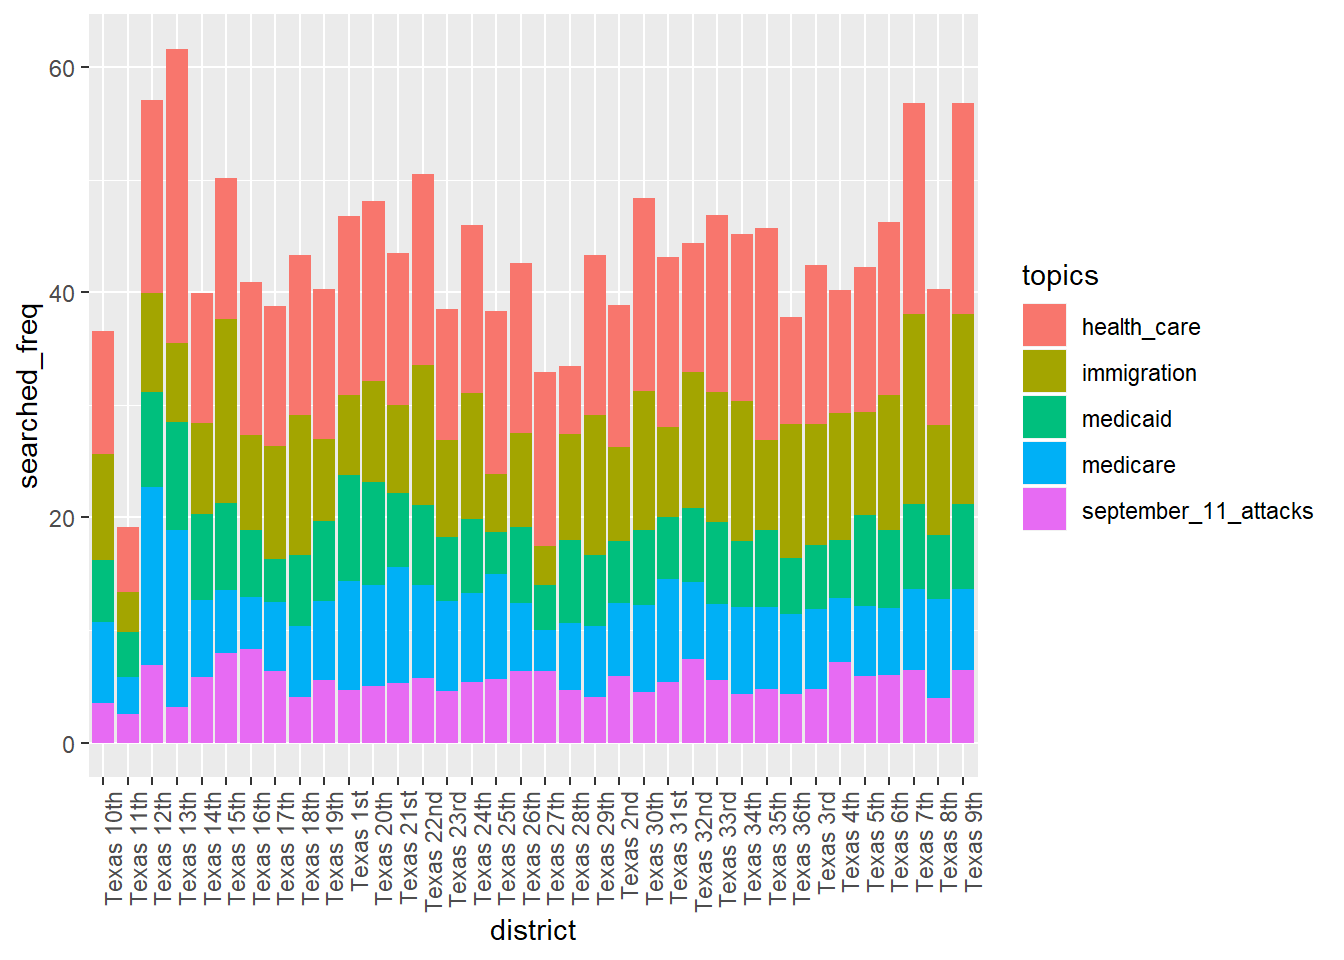 searched_freq
60
40
20
0
Texas 10th
Texas 11th
Texas 12th
Texas 13th
Texas 14th
Texas 15th
Texas 16th
Texas 17th
Texas 18th
Texas 19th
Texas 1st
Texas 20th
Texas 21st
Texas 22nd
Texas 23rd
Texas 24th
Texas 25th
Texas 26th
Texas 27th
Texas 28th
Texas 29th
Texas 2nd
Texas 30th
Texas 31st
Texas 32nd
Texas 33rd
Texas 34th
Texas 35th
Texas 36th
Texas 3rd
Texas 4th
Texas 5th
Texas 6th
Texas 7th
Texas 8th
Texas 9th
district
topics
health_care
immigration
medicaid
medicare
september_11_attacks